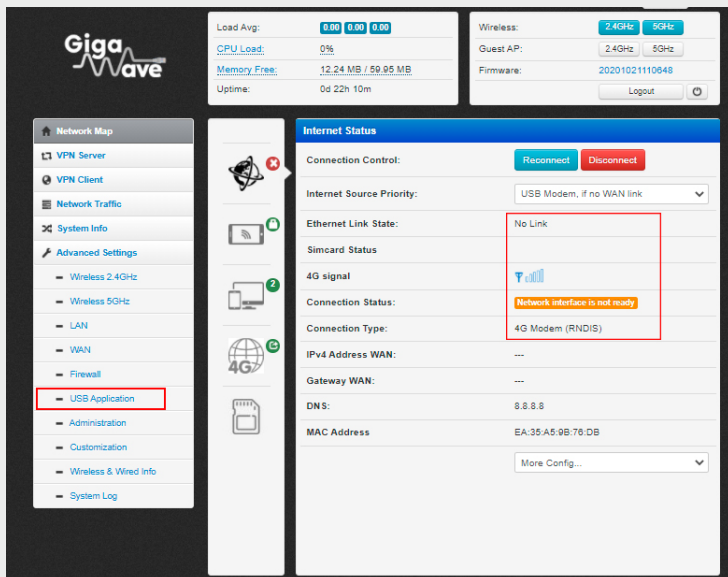 Giga
Wave
Load Avg: 0.00 0.00 0.00
CPU Load: 0%
Memory Free: 12.24 MB / 59.95 MB
Uptime: 0d 22h 10m
Wireless: 2.4GHz 5GHz
Guest AP: 2.4GHz 5GHz
Firmware: 20201021110648
Logout
Network Map
VPN Server
VPN Client
Network Traffic
System Info
Advanced Settings
Wireless 2.4GHz
Wireless 5GHz
LAN
WAN
Firewall
USB Application
Administration
Customization
Wireless & Wired Info
System Log
2
4G
Internet Status
Connection Control: Reconnect Disconnect
Internet Source Priority: USB Modem, if no WAN link
Ethernet Link State: No Link
Simcard Status
4G signal
Connection Status: Network interface is not ready
Connection Type: 4G Modem (RNDIS)
IPv4 Address WAN: ---
Gateway WAN: ---
DNS: 8.8.8.8
MAC Address EA:35:A5:9B:76:DB
More Config...